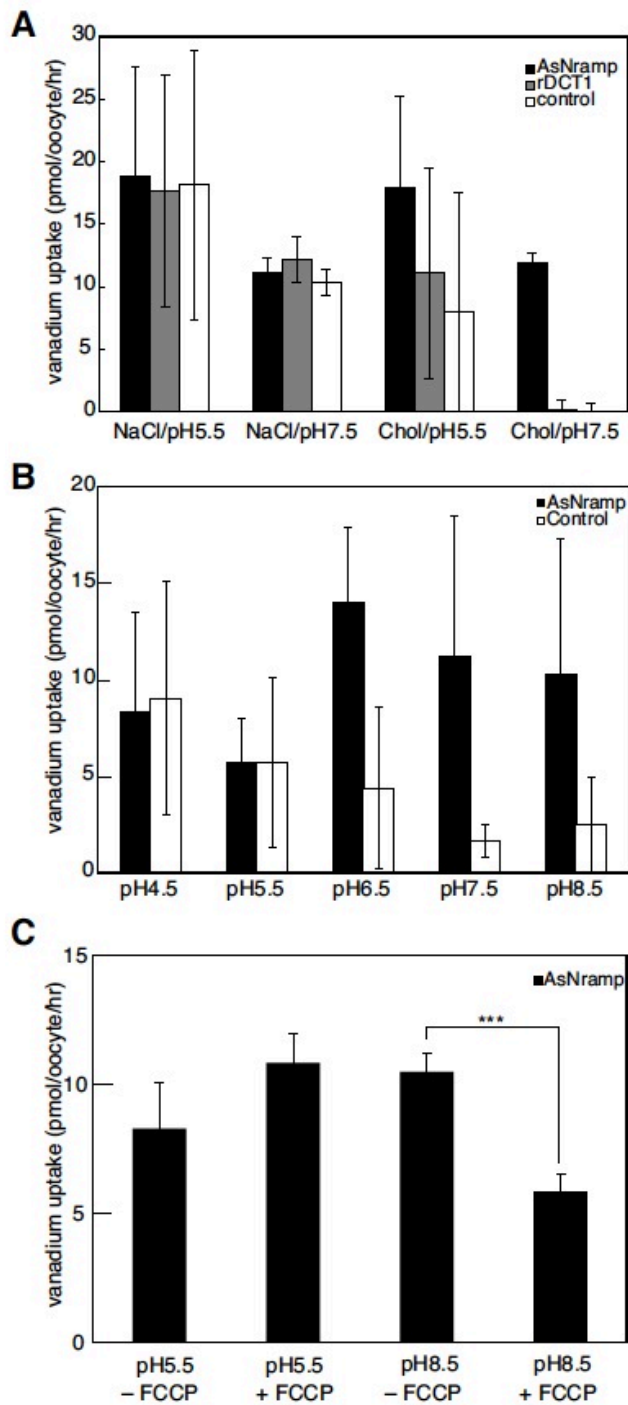 A
vanadium uptake (pmol/oocyte/hr)
30
25
20
15
10
5
0
AsNramp
rDCT1
control
NaCl/pH5.5 NaCl/pH7.5 Chol/pH5.5 Chol/pH7.5
B
vanadium uptake (pmol/oocyte/hr)
20
15
10
5
0
AsNramp
Control
pH4.5 pH5.5 pH6.5 pH7.5 pH8.5
C
vanadium uptake (pmol/oocyte/hr)
15
10
5
0
AsNramp
***
pH5.5 pH5.5 pH8.5 pH8.5
– FCCP + FCCP – FCCP + FCCP